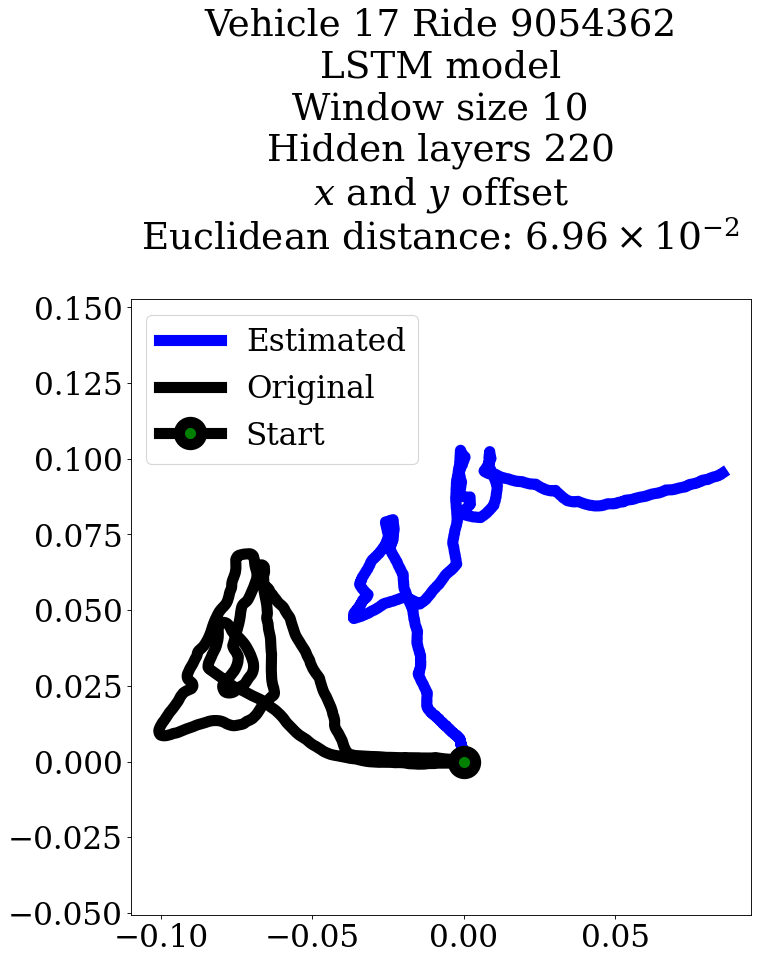 Vehicle 17 Ride 9054362
LSTM model
Window size 10
Hidden layers 220
x and y offset
Euclidean distance: 6.96 × 10⁻²
0.150
0.125
0.100
0.075
0.050
0.025
0.000
−0.025
−0.050
Estimated
Original
Start
−0.10 −0.05 0.00 0.05